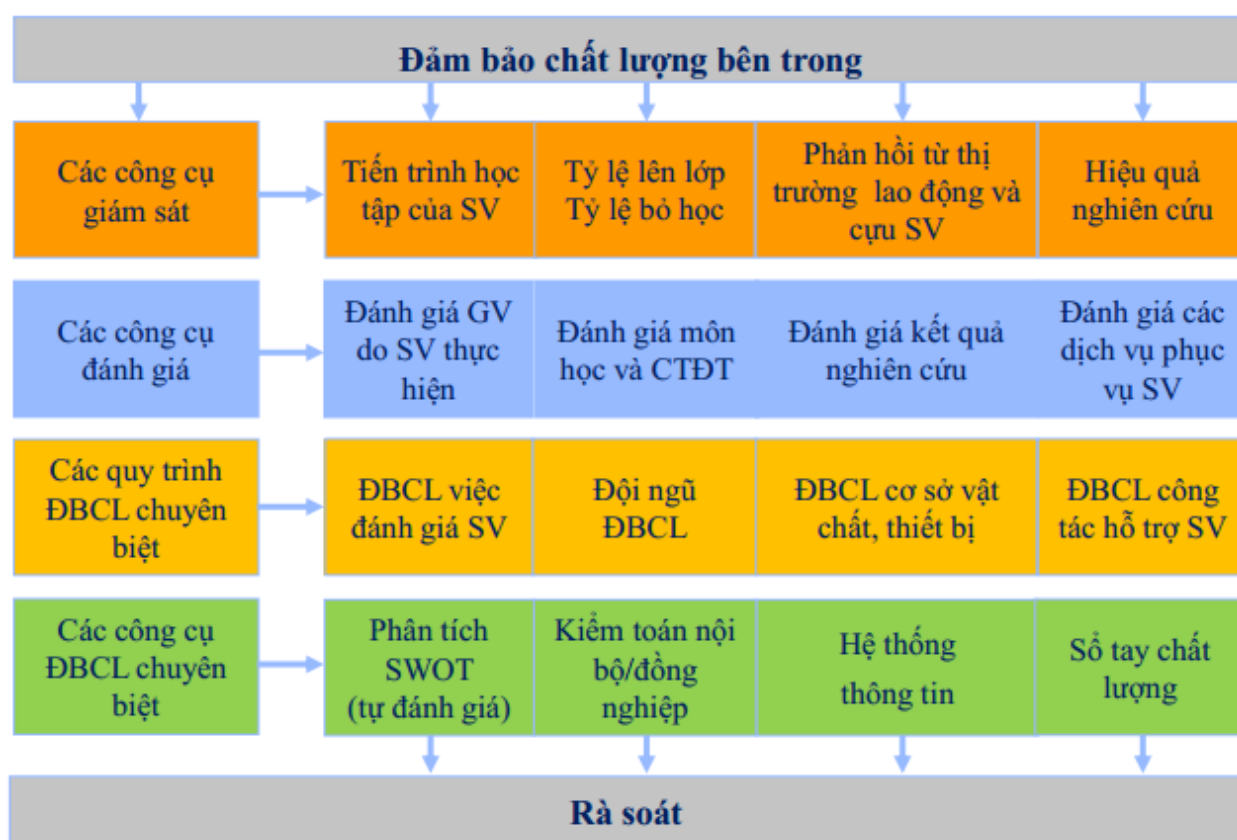 Đảm bảo chất lượng bên trong
Các công cụ
giám sát
Tiến trình học
tập của SV
Tỷ lệ lên lớp
Tỷ lệ bỏ học
Phản hồi từ thị
trường lao động và
cựu SV
Hiệu quả
nghiên cứu
Các công cụ
đánh giá
Đánh giá GV
do SV thực
hiện
Đánh giá môn
học và CTĐT
Đánh giá kết quả
nghiên cứu
Đánh giá các
dịch vụ phục
vụ SV
Các quy trình
ĐBCL chuyên
biệt
ĐBCL việc
đánh giá SV
Đội ngũ
ĐBCL
ĐBCL cơ sở vật
chất, thiết bị
ĐBCL công
tác hỗ trợ SV
Các công cụ
ĐBCL chuyên
biệt
Phân tích
SWOT
(tự đánh giá)
Kiểm toán nội
bộ/đồng
nghiệp
Hệ thống
thông tin
Sổ tay chất
lượng
Rà soát